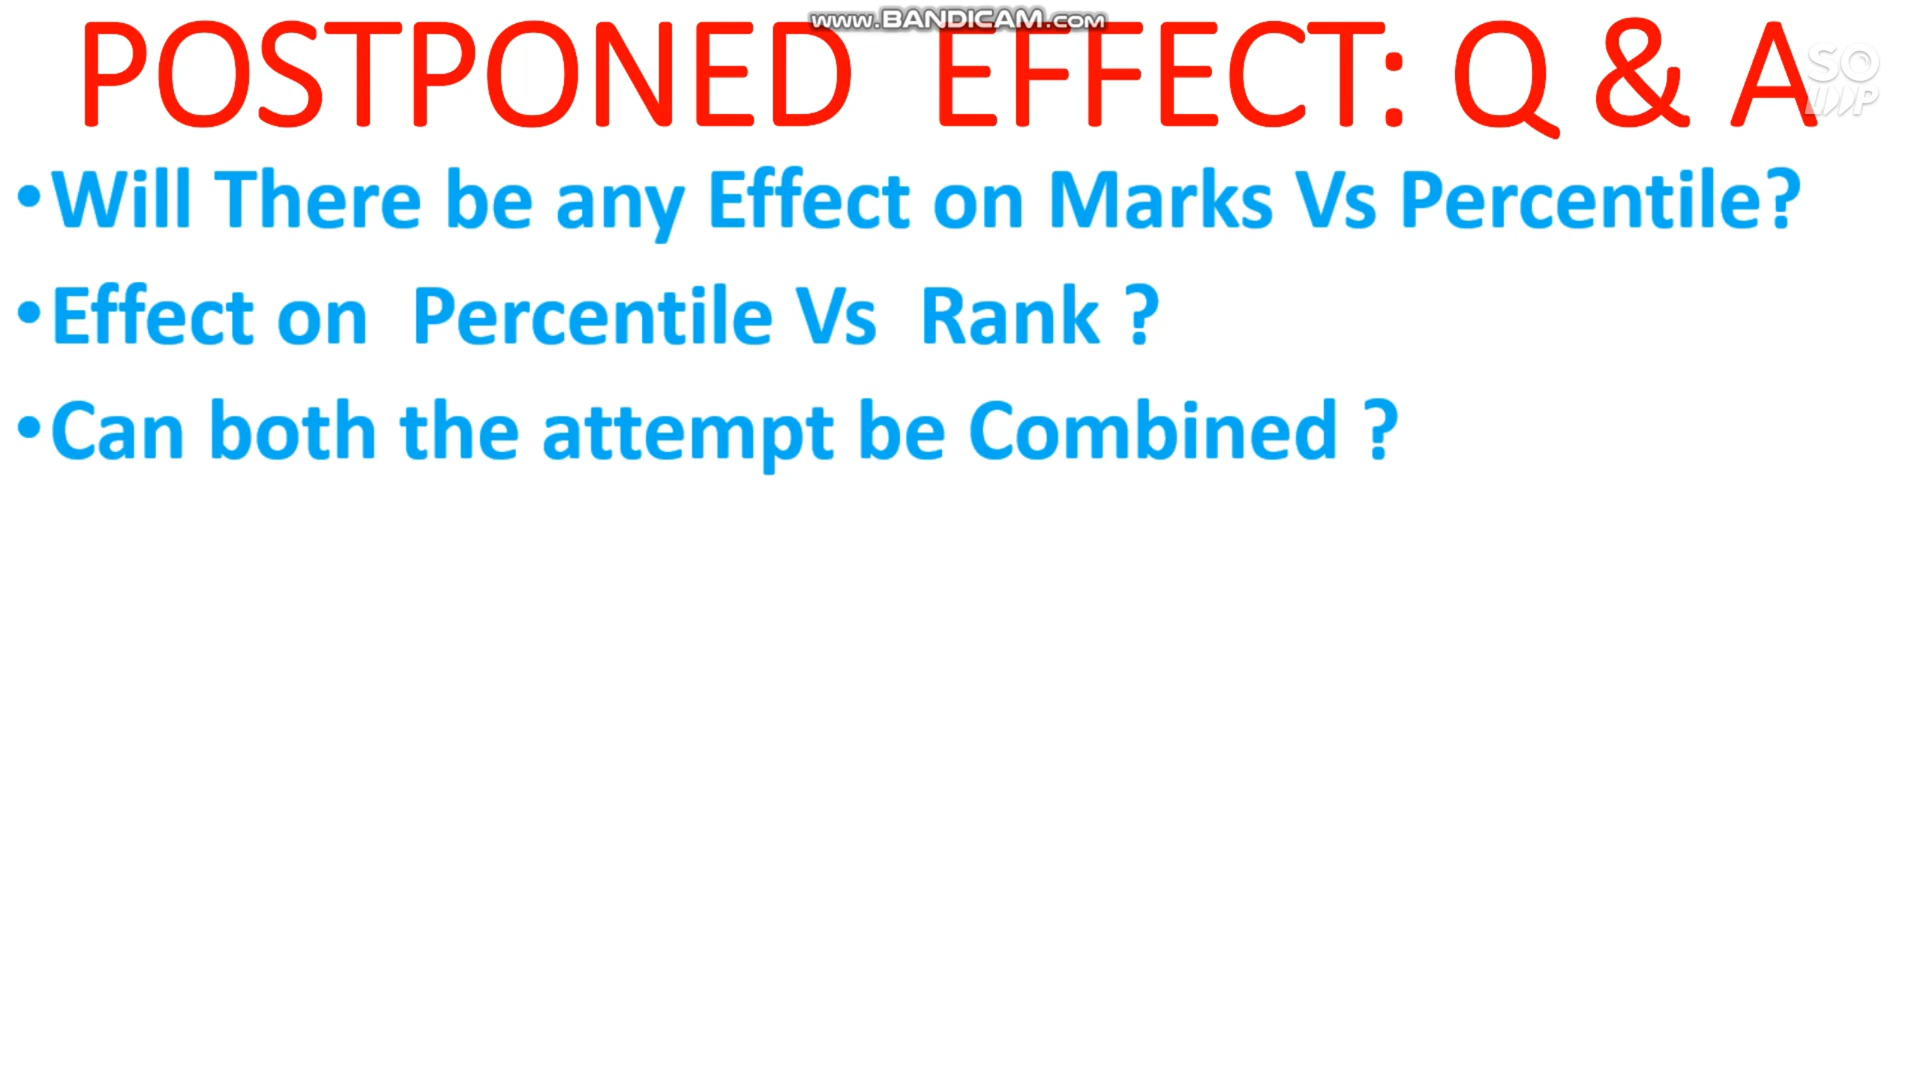 www.BANDICAM.com
POSTPONED EFFECT: Q & A
•Will There be any Effect on Marks Vs Percentile?
•Effect on Percentile Vs Rank ?
•Can both the attempt be Combined ?